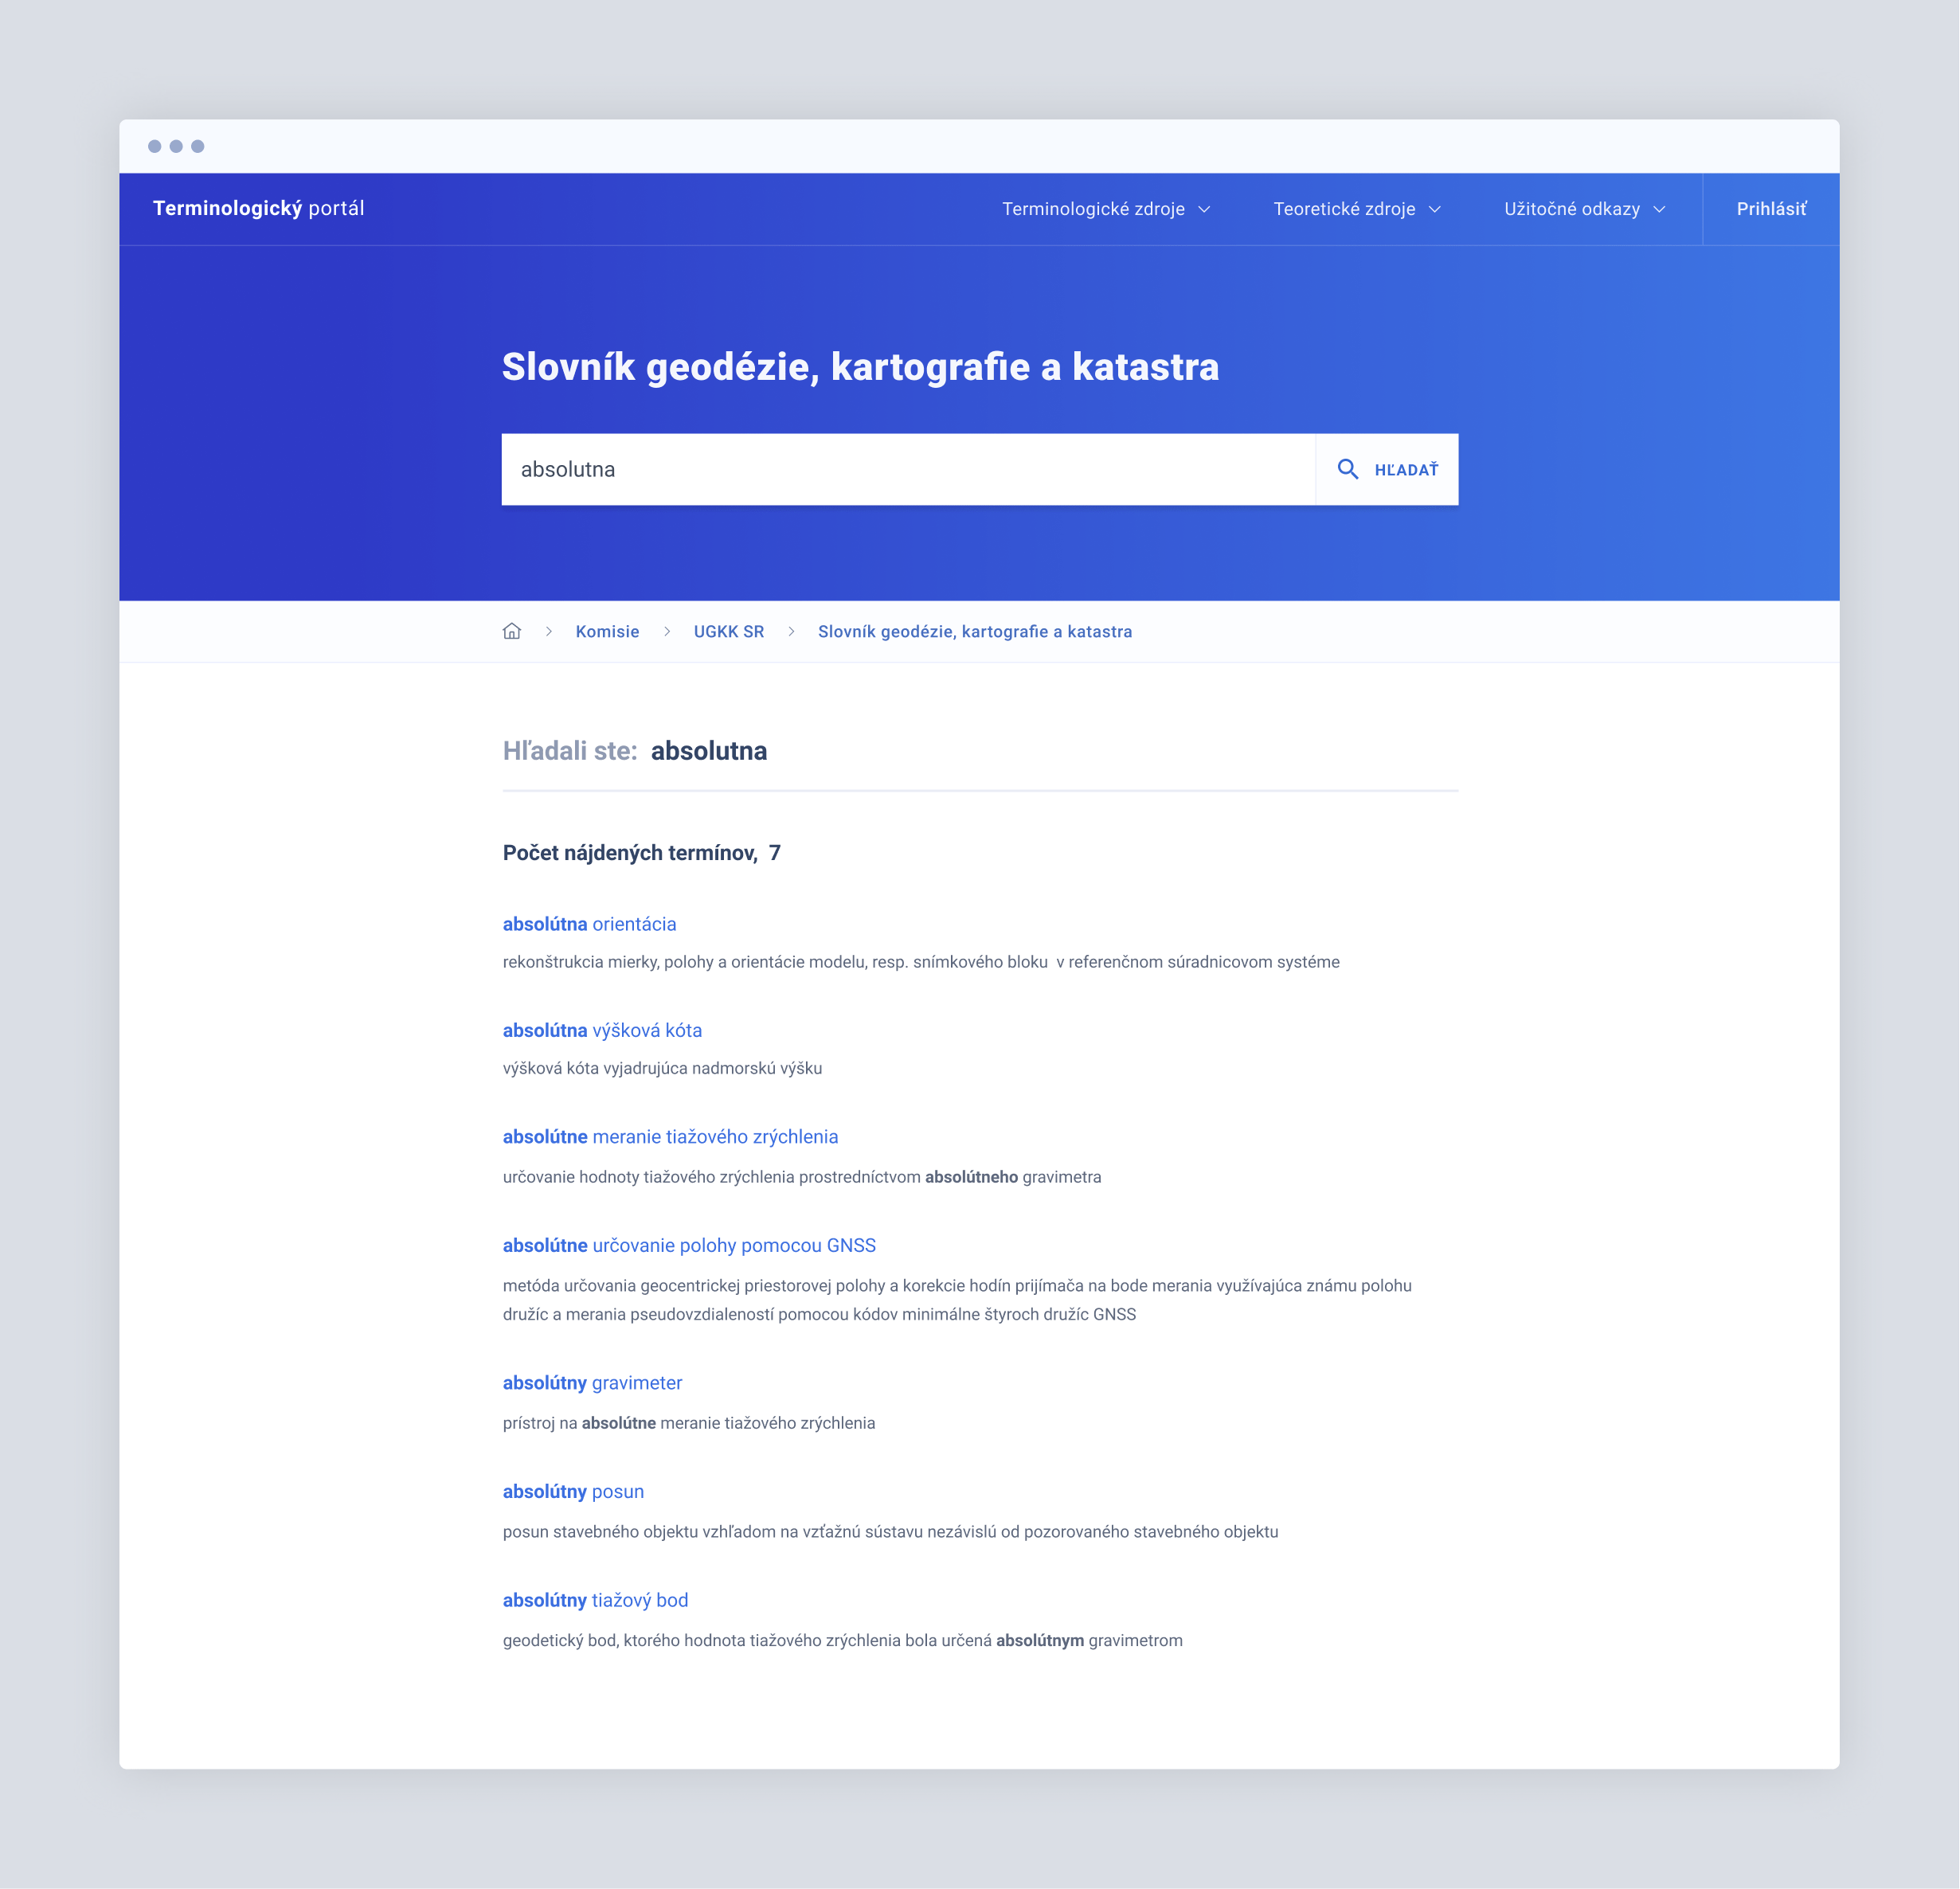 Terminologický portál
Terminologické zdroje
Teoretické zdroje
Užitočné odkazy
Prihlásiť
Slovník geodézie, kartografie a katastra
absolutna
HĽADAŤ
Komisie
UGKK SR
Slovník geodézie, kartografie a katastra
Hľadali ste: absolutna
Počet nájdených termínov, 7
absolútna orientácia
rekonštrukcia mierky, polohy a orientácie modelu, resp. snímkového bloku v referenčnom súradnicovom systéme
absolútna výšková kóta
výšková kóta vyjadrujúca nadmorskú výšku
absolútne meranie tiažového zrýchlenia
určovanie hodnoty tiažového zrýchlenia prostredníctvom absolútneho gravimetra
absolútne určovanie polohy pomocou GNSS
metóda určovania geocentrickej priestorovej polohy a korekcie hodín prijímača na bode merania využívajúca známu polohu
družíc a merania pseudovzdialeností pomocou kódov minimálne štyroch družíc GNSS
absolútny gravimeter
prístroj na absolútne meranie tiažového zrýchlenia
absolútny posun
posun stavebného objektu vzhľadom na vzťažnú sústavu nezávislú od pozorovaného stavebného objektu
absolútny tiažový bod
geodetický bod, ktorého hodnota tiažového zrýchlenia bola určená absolútnym gravimetrom